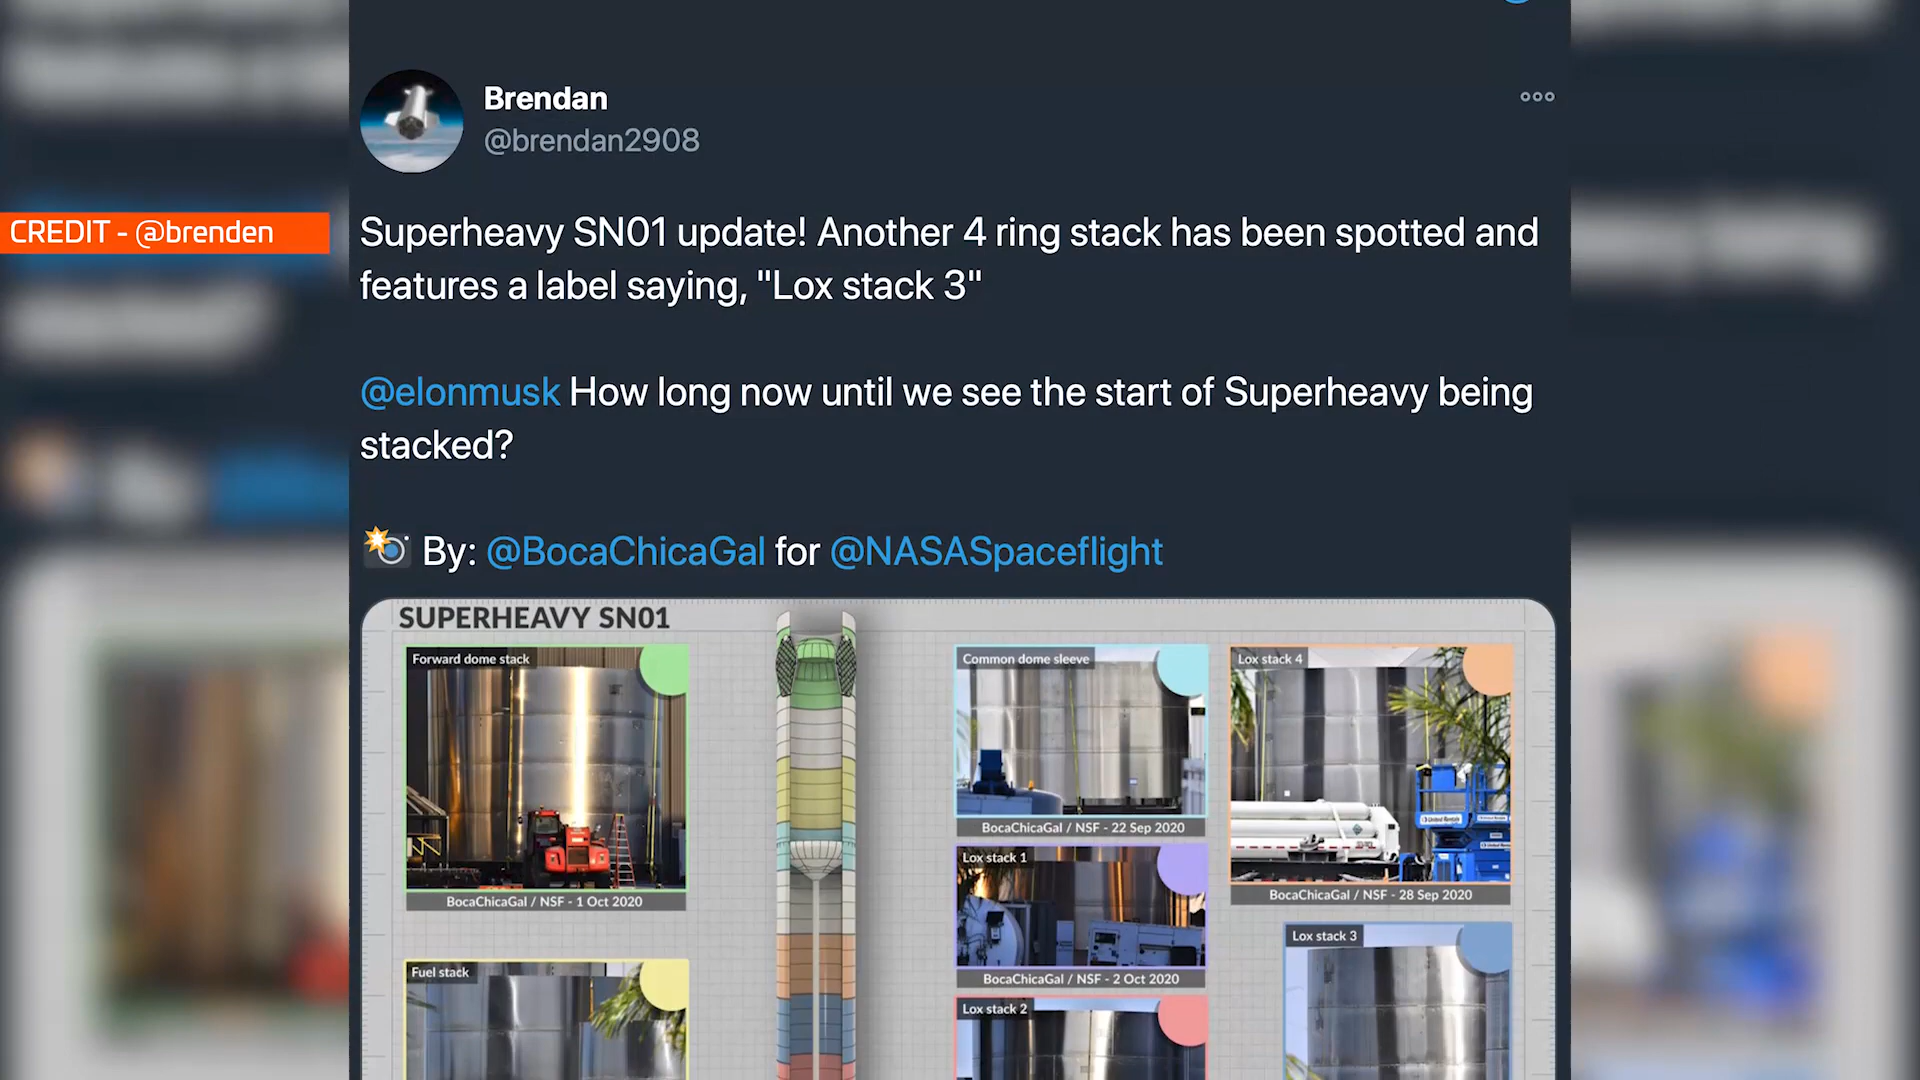 Brendan
@brendan2908
CREDIT - @brenden
Superheavy SN01 update! Another 4 ring stack has been spotted and
features a label saying, "Lox stack 3"
@elonmusk How long now until we see the start of Superheavy being
stacked?
By: @BocaChicaGal for @NASASpaceflight
SUPERHEAVY SN01
Forward dome stack
BocaChicaGal / NSF - 1 Oct 2020
Fuel stack
Common dome sleeve
BocaChicaGal / NSF - 22 Sep 2020
Lox stack 1
BocaChicaGal / NSF - 2 Oct 2020
Lox stack 2
Lox stack 4
United Rentals
BocaChicaGal / NSF - 28 Sep 2020
Lox stack 3